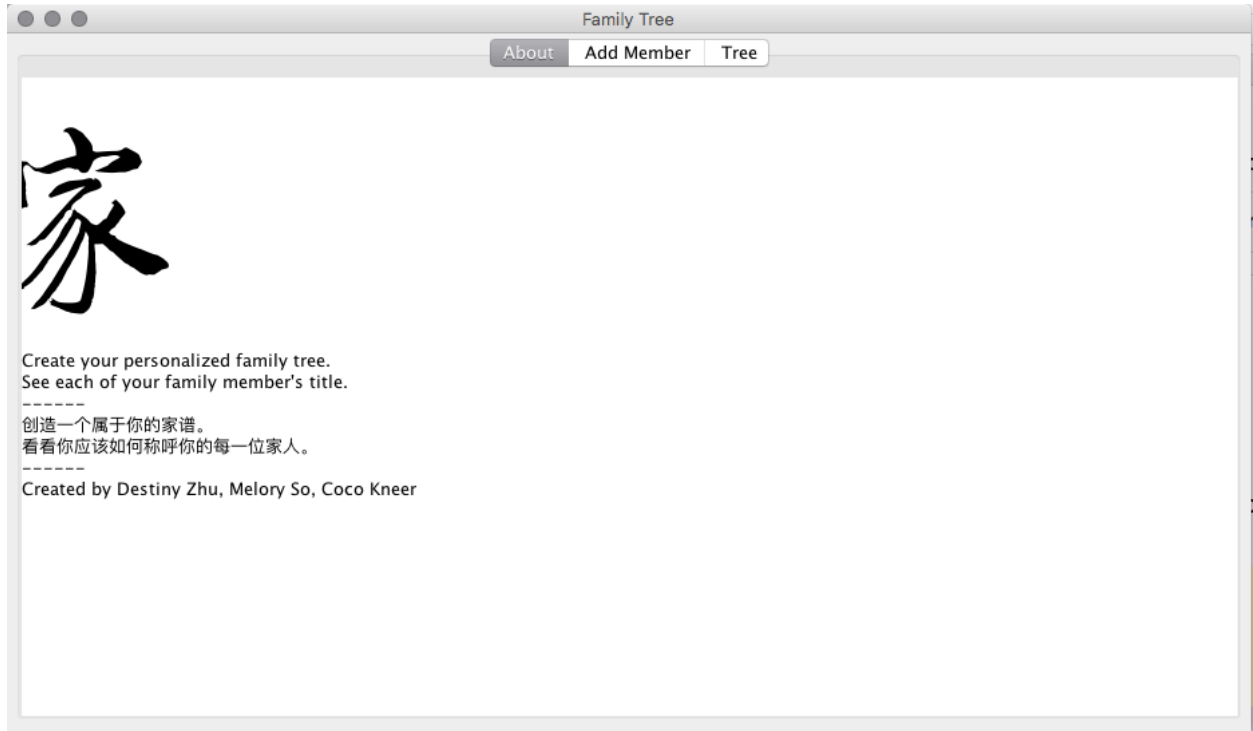 Family Tree
About Add Member Tree
家
Create your personalized family tree.
See each of your family member's title.
------
创造一个属于你的家谱。
看看你应该如何称呼你的每一位家人。
------
Created by Destiny Zhu, Melory So, Coco Kneer